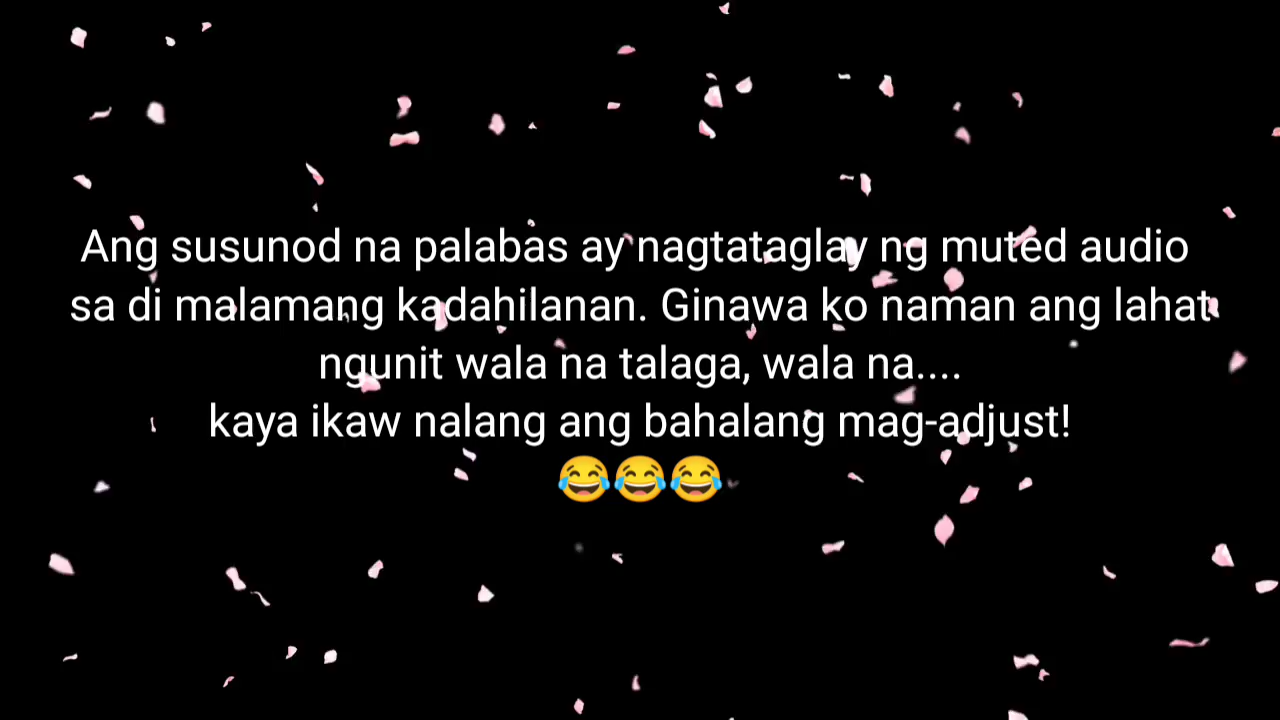 Ang susunod na palabas ay nagtataglay ng muted audio
sa di malamang kadahilanan. Ginawa ko naman ang lahat
ngunit wala na talaga, wala na....
kaya ikaw nalang ang bahalang mag-adjust!
😂😂😂